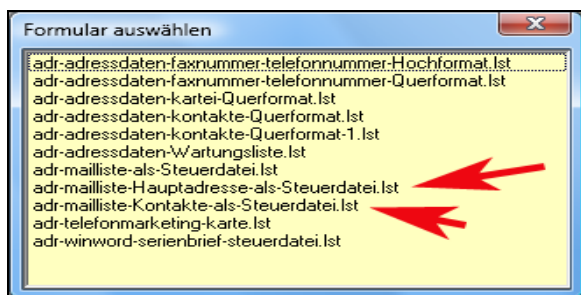 Formular auswählen
adr-adressdaten-faxnummer-telefonnummer-Hochformat.lst
adr-adressdaten-faxnummer-telefonnummer-Querformat.lst
adr-adressdaten-kartei-Querformat.lst
adr-adressdaten-kontakte-Querformat.lst
adr-adressdaten-kontakte-Querformat-1.lst
adr-adressdaten-Wartungsliste.lst
adr-mailliste-als-Steuerdatei.lst
adr-mailliste-Hauptadresse-als-Steuerdatei.lst
adr-mailliste-Kontakte-als-Steuerdatei.lst
adr-telefonmarketing-karte.lst
adr-winword-serienbrief-steuerdatei.lst